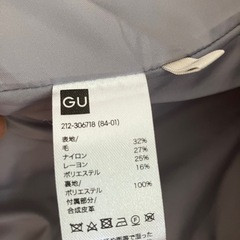 GU
212-306718 (84-01)
表地/
毛 32%
ナイロン 27%
レーヨン 25%
ポリエステル 16%
裏地/
ポリエステル 100%
付属部分/
合成皮革